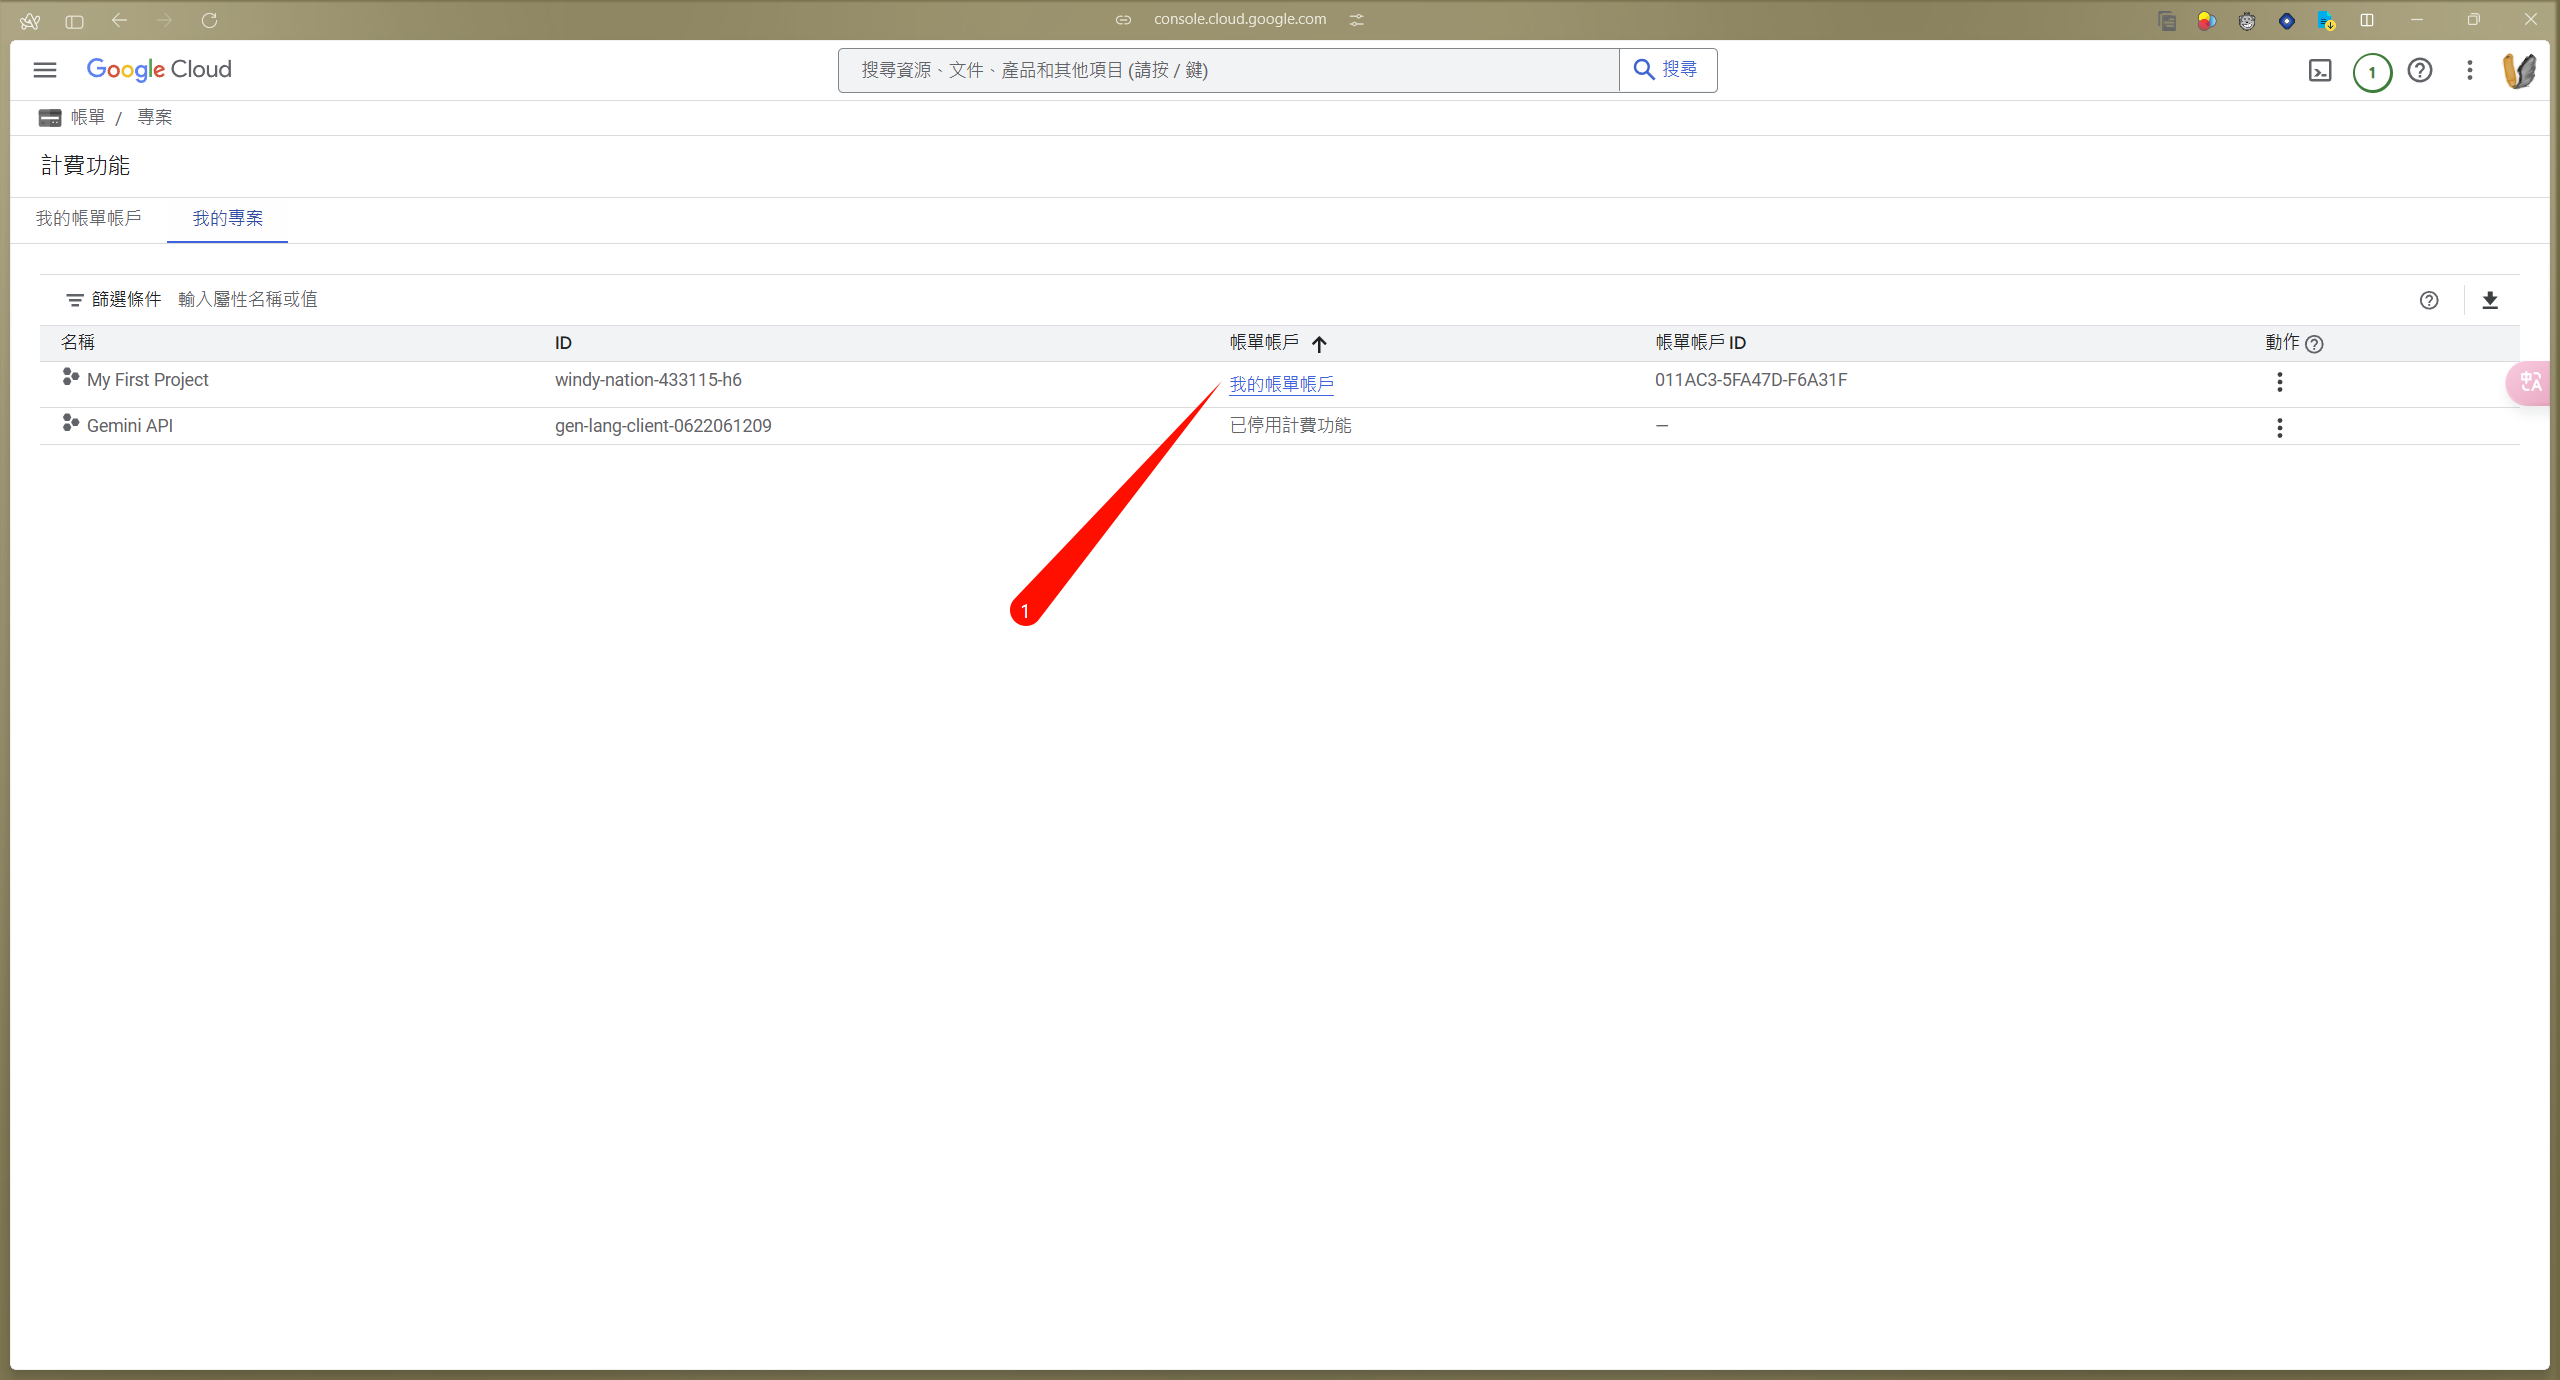 console.cloud.google.com
Google Cloud
搜尋資源、文件、產品和其他項目 (請按 / 鍵)
搜尋
1
帳單 / 專案
計費功能
我的帳單帳戶 我的專案
篩選條件 輸入屬性名稱或值
名稱 ID 帳單帳戶 帳單帳戶 ID 動作
My First Project windy-nation-433115-h6 我的帳單帳戶 011AC3-5FA47D-F6A31F
中A
Gemini API gen-lang-client-0622061209 已停用計費功能 —
1